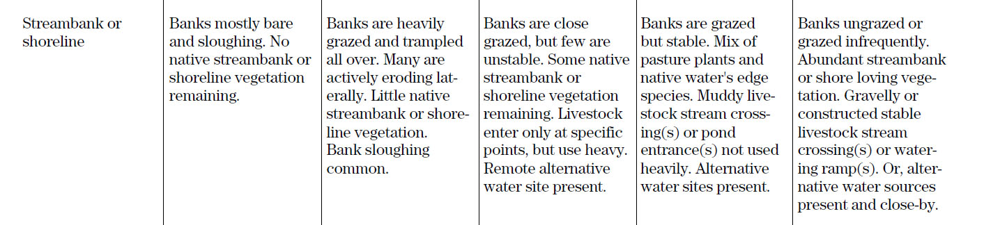 Streambank or
shoreline
Banks mostly bare
and sloughing. No
native streambank or
shoreline vegetation
remaining.
Banks are heavily
grazed and trampled
all over. Many are
actively eroding lat-
erally. Little native
streambank or shore-
line vegetation.
Bank sloughing
common.
Banks are close
grazed, but few are
unstable. Some native
streambank or
shoreline vegetation
remaining. Livestock
enter only at specific
points, but use heavy.
Remote alternative
water site present.
Banks are grazed
but stable. Mix of
pasture plants and
native water's edge
species. Muddy live-
stock stream cross-
ing(s) or pond
entrance(s) not used
heavily. Alternative
water sites present.
Banks ungrazed or
grazed infrequently.
Abundant streambank
or shore loving vege-
tation. Gravelly or
constructed stable
livestock stream
crossing(s) or water-
ing ramp(s). Or, alter-
native water sources
present and close-by.